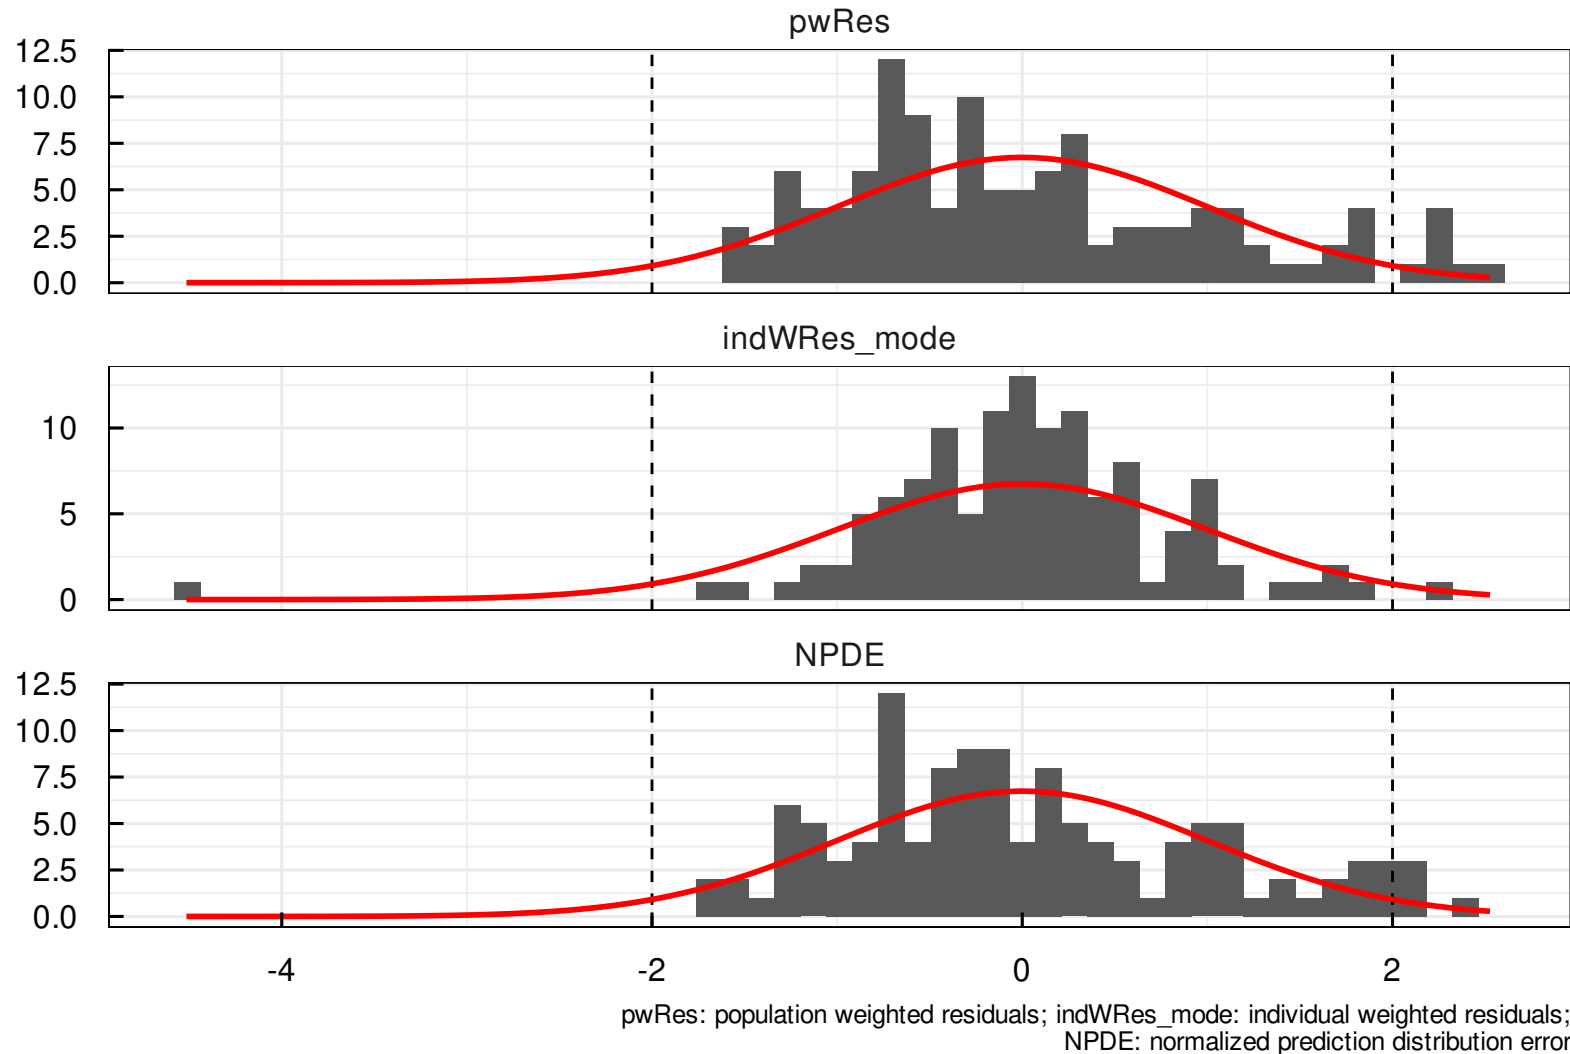 pwRes
12.5
10.0
7.5
5.0
2.5
0.0
indWRes_mode
10
5
0
NPDE
12.5
10.0
7.5
5.0
2.5
0.0
-4 -2 0 2
pwRes: population weighted residuals; indWRes_mode: individual weighted residuals;
NPDE: normalized prediction distribution error